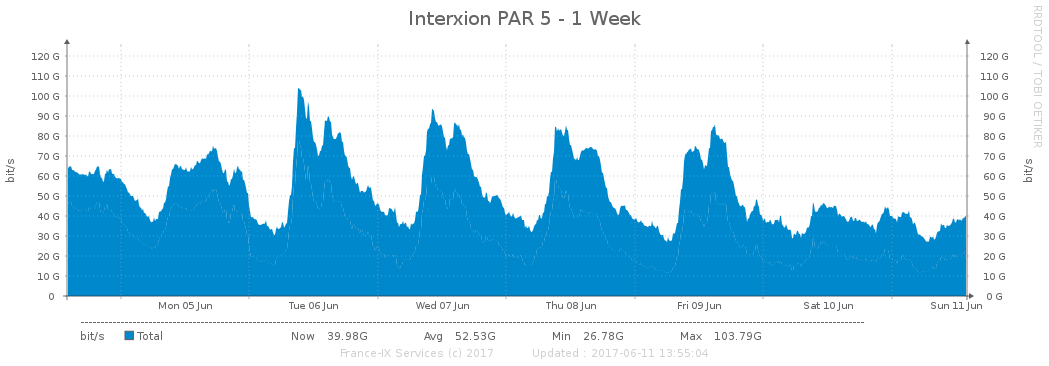 Interxion PAR 5 - 1 Week
RRDTOOL / TOBI OETIKER
bit/s
120 G 120 G
110 G 110 G
100 G 100 G
90 G 90 G
80 G 80 G
70 G 70 G
60 G 60 G
50 G 50 G
40 G 40 G
30 G 30 G
20 G 20 G
10 G 10 G
0 0 G
bit/s
Mon 05 Jun Tue 06 Jun Wed 07 Jun Thu 08 Jun Fri 09 Jun Sat 10 Jun Sun 11 Jun
bit/s Total Now 39.98G Avg 52.53G Min 26.78G Max 103.79G
France-IX Services (c) 2017 Updated : 2017-06-11 13:55:04